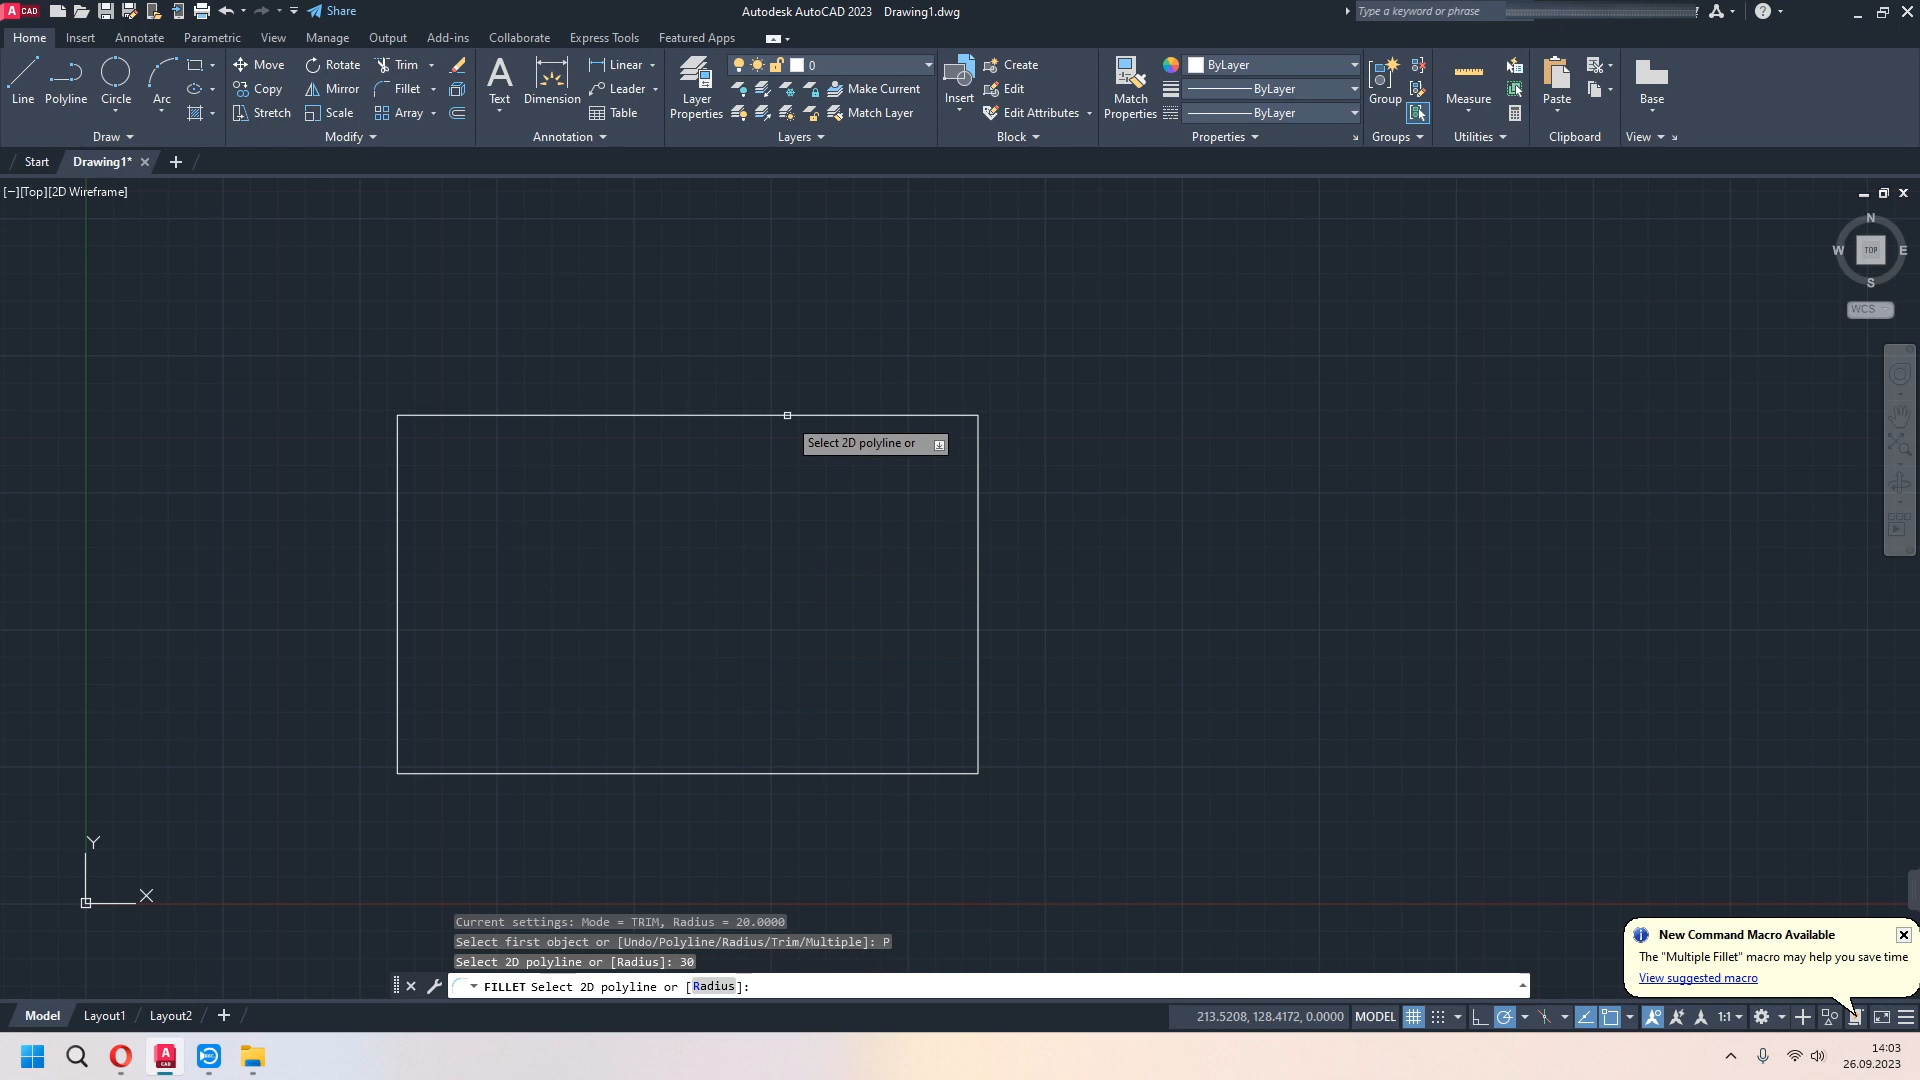 A CAD
Share
Autodesk AutoCAD 2023 Drawing1.dwg
Type a keyword or phrase
Home Insert Annotate Parametric View Manage Output Add-ins Collaborate Express Tools Featured Apps
Line Polyline Circle Arc
Draw
Move Rotate Trim
Copy Mirror Fillet
Stretch Scale Array
Modify
A
Text Dimension
Linear
Leader
Table
Annotation
Layer
Properties
0
Make Current
Match Layer
Layers
Insert
Create
Edit
Edit Attributes
Block
Match
Properties
ByLayer
ByLayer
ByLayer
Properties
Group
Groups
Measure
Utilities
Paste
Clipboard
Base
View
Start Drawing1*
[−][Top][2D Wireframe]
N
W TOP E
S
WCS
Select 2D polyline or
Y
X
Current settings: Mode = TRIM, Radius = 20.0000
Select first object or [Undo/Polyline/Radius/Trim/Multiple]: P
Select 2D polyline or [Radius]: 30
FILLET Select 2D polyline or [Radius]:
New Command Macro Available
The "Multiple Fillet" macro may help you save time
View suggested macro
Model Layout1 Layout2
213.5208, 128.4172, 0.0000 MODEL 1:1
A CAD
14:03
26.09.2023